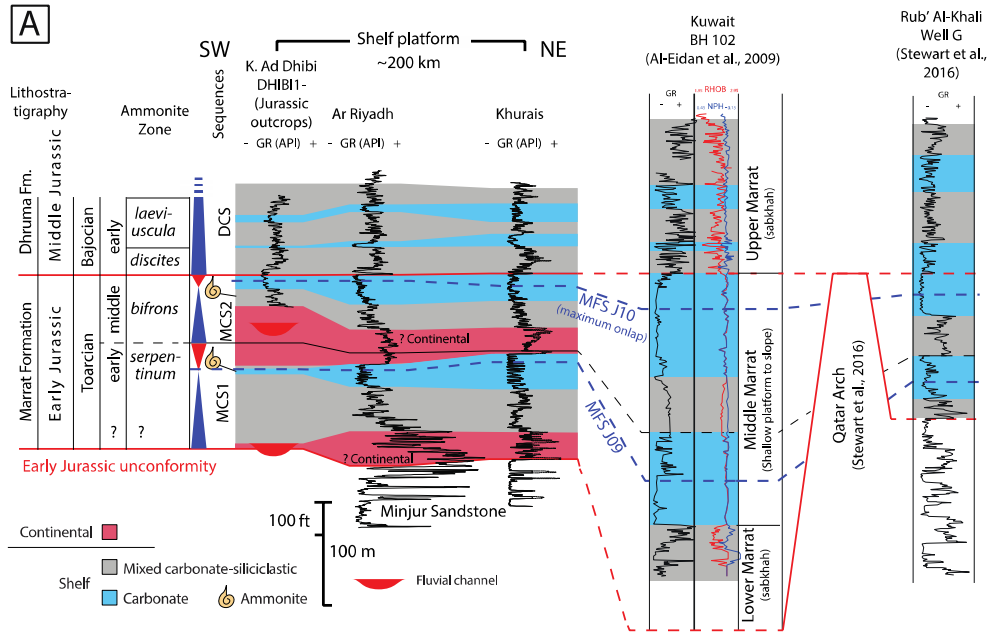 A
SW
Shelf platform
~200 km
NE
Kuwait
BH 102
(Al-Eidan et al., 2009)
Rub' Al-Khali
Well G
(Stewart et al.,
2016)
Lithostra-
tigraphy
Ammonite
Zone
Sequences
K. Ad Dhibi
DHIBI1-
(Jurassic
outcrops)
- GR (API) +
Ar Riyadh
- GR (API) +
Khurais
- GR (API) +
GR
- +
RHOB
NPH
GR
- +
Dhruma Fm.
Middle Jurassic
Bajocian
early
laevi-
uscula
discites
DCS
Marrat Formation
Early Jurassic
Toarcian
middle
bifrons
MCS2
early
serpen-
tinum
MCS1
?
?
Early Jurassic unconformity
? Continental
? Continental
Minjur Sandstone
MFS J10
(maximum onlap)
MFS J09
Upper Marrat
(sabkhah)
Middle Marrat
(Shallow platform to slope)
Lower Marrat
(sabkhah)
Qatar Arch
(Stewart et al., 2016)
100 ft
100 m
Continental
Shelf
Mixed carbonate-siliciclastic
Carbonate
Ammonite
Fluvial channel